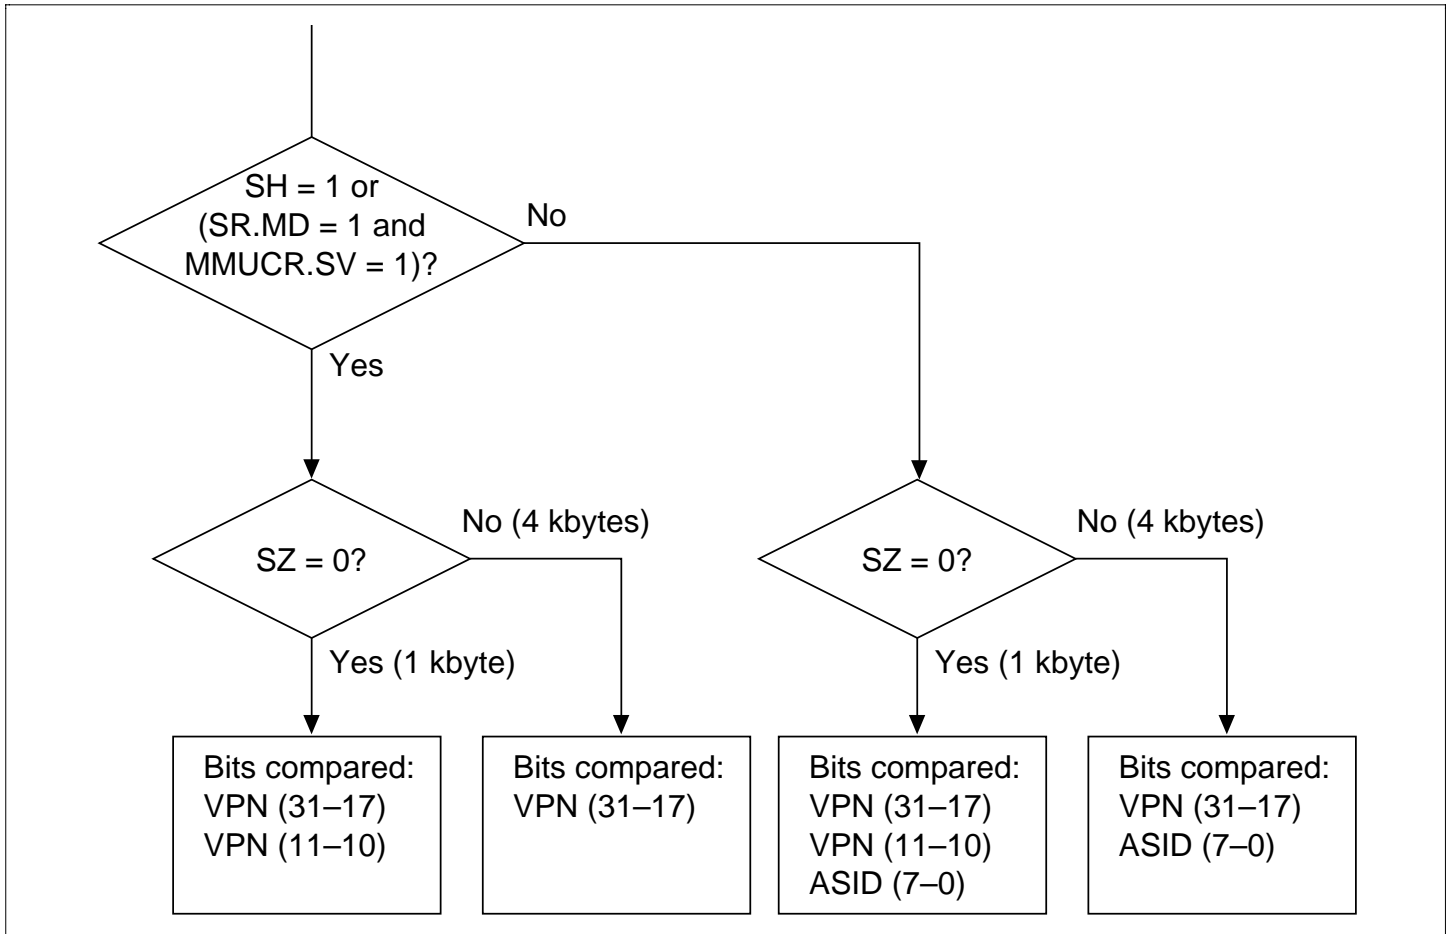 SH = 1 or
(SR.MD = 1 and
MMUCR.SV = 1)?
No
Yes
SZ = 0?
No (4 kbytes)
Yes (1 kbyte)
SZ = 0?
No (4 kbytes)
Yes (1 kbyte)
Bits compared:
VPN (31–17)
VPN (11–10)
Bits compared:
VPN (31–17)
Bits compared:
VPN (31–17)
VPN (11–10)
ASID (7–0)
Bits compared:
VPN (31–17)
ASID (7–0)